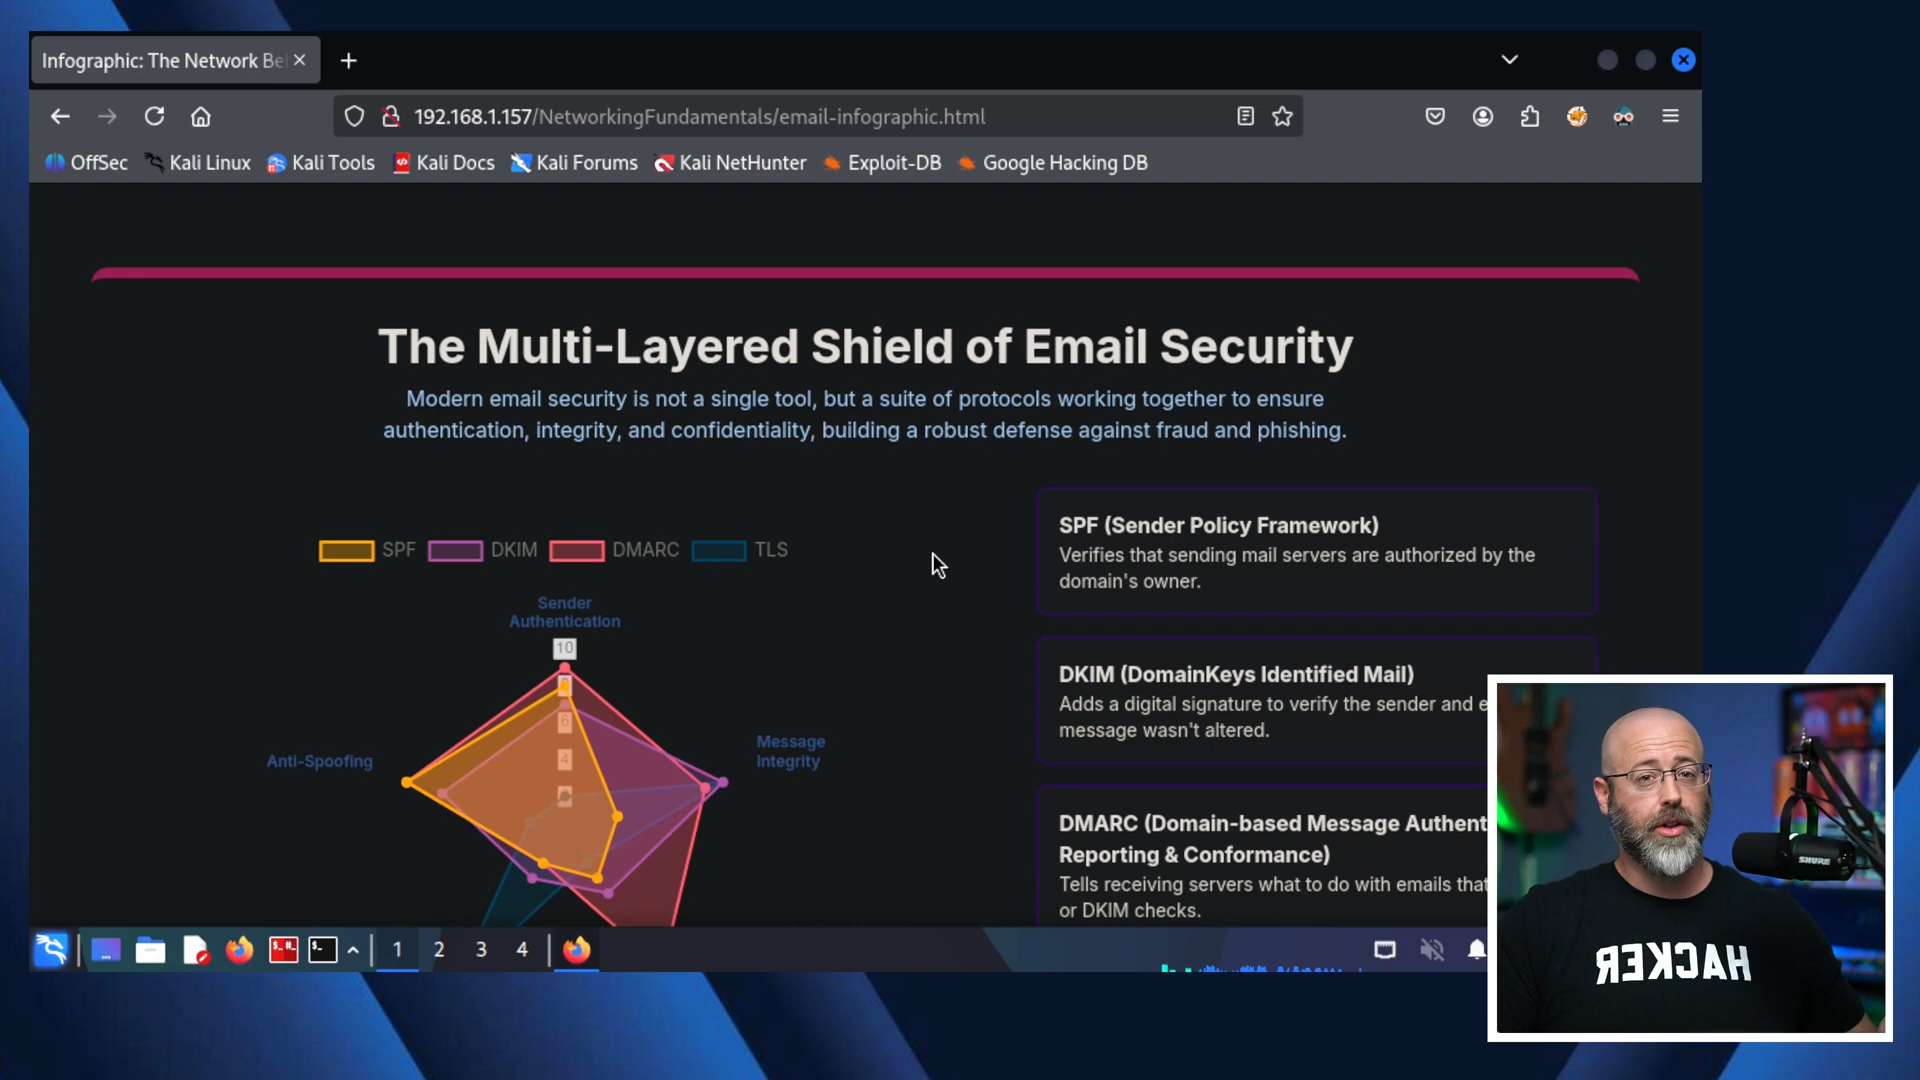 Infographic: The Network Be
192.168.1.157/NetworkingFundamentals/email-infographic.html
OffSec
Kali Linux
Kali Tools
Kali Docs
Kali Forums
Kali NetHunter
Exploit-DB
Google Hacking DB
The Multi-Layered Shield of Email Security
Modern email security is not a single tool, but a suite of protocols working together to ensure
authentication, integrity, and confidentiality, building a robust defense against fraud and phishing.
SPF
DKIM
DMARC
TLS
Sender
Authentication
10
6
4
Anti-Spoofing
Message
Integrity
SPF (Sender Policy Framework)
Verifies that sending mail servers are authorized by the
domain's owner.
DKIM (DomainKeys Identified Mail)
Adds a digital signature to verify the sender and e
message wasn't altered.
DMARC (Domain-based Message Authent
Reporting & Conformance)
Tells receiving servers what to do with emails that
or DKIM checks.
1
2
3
4
SHURE
HACKER